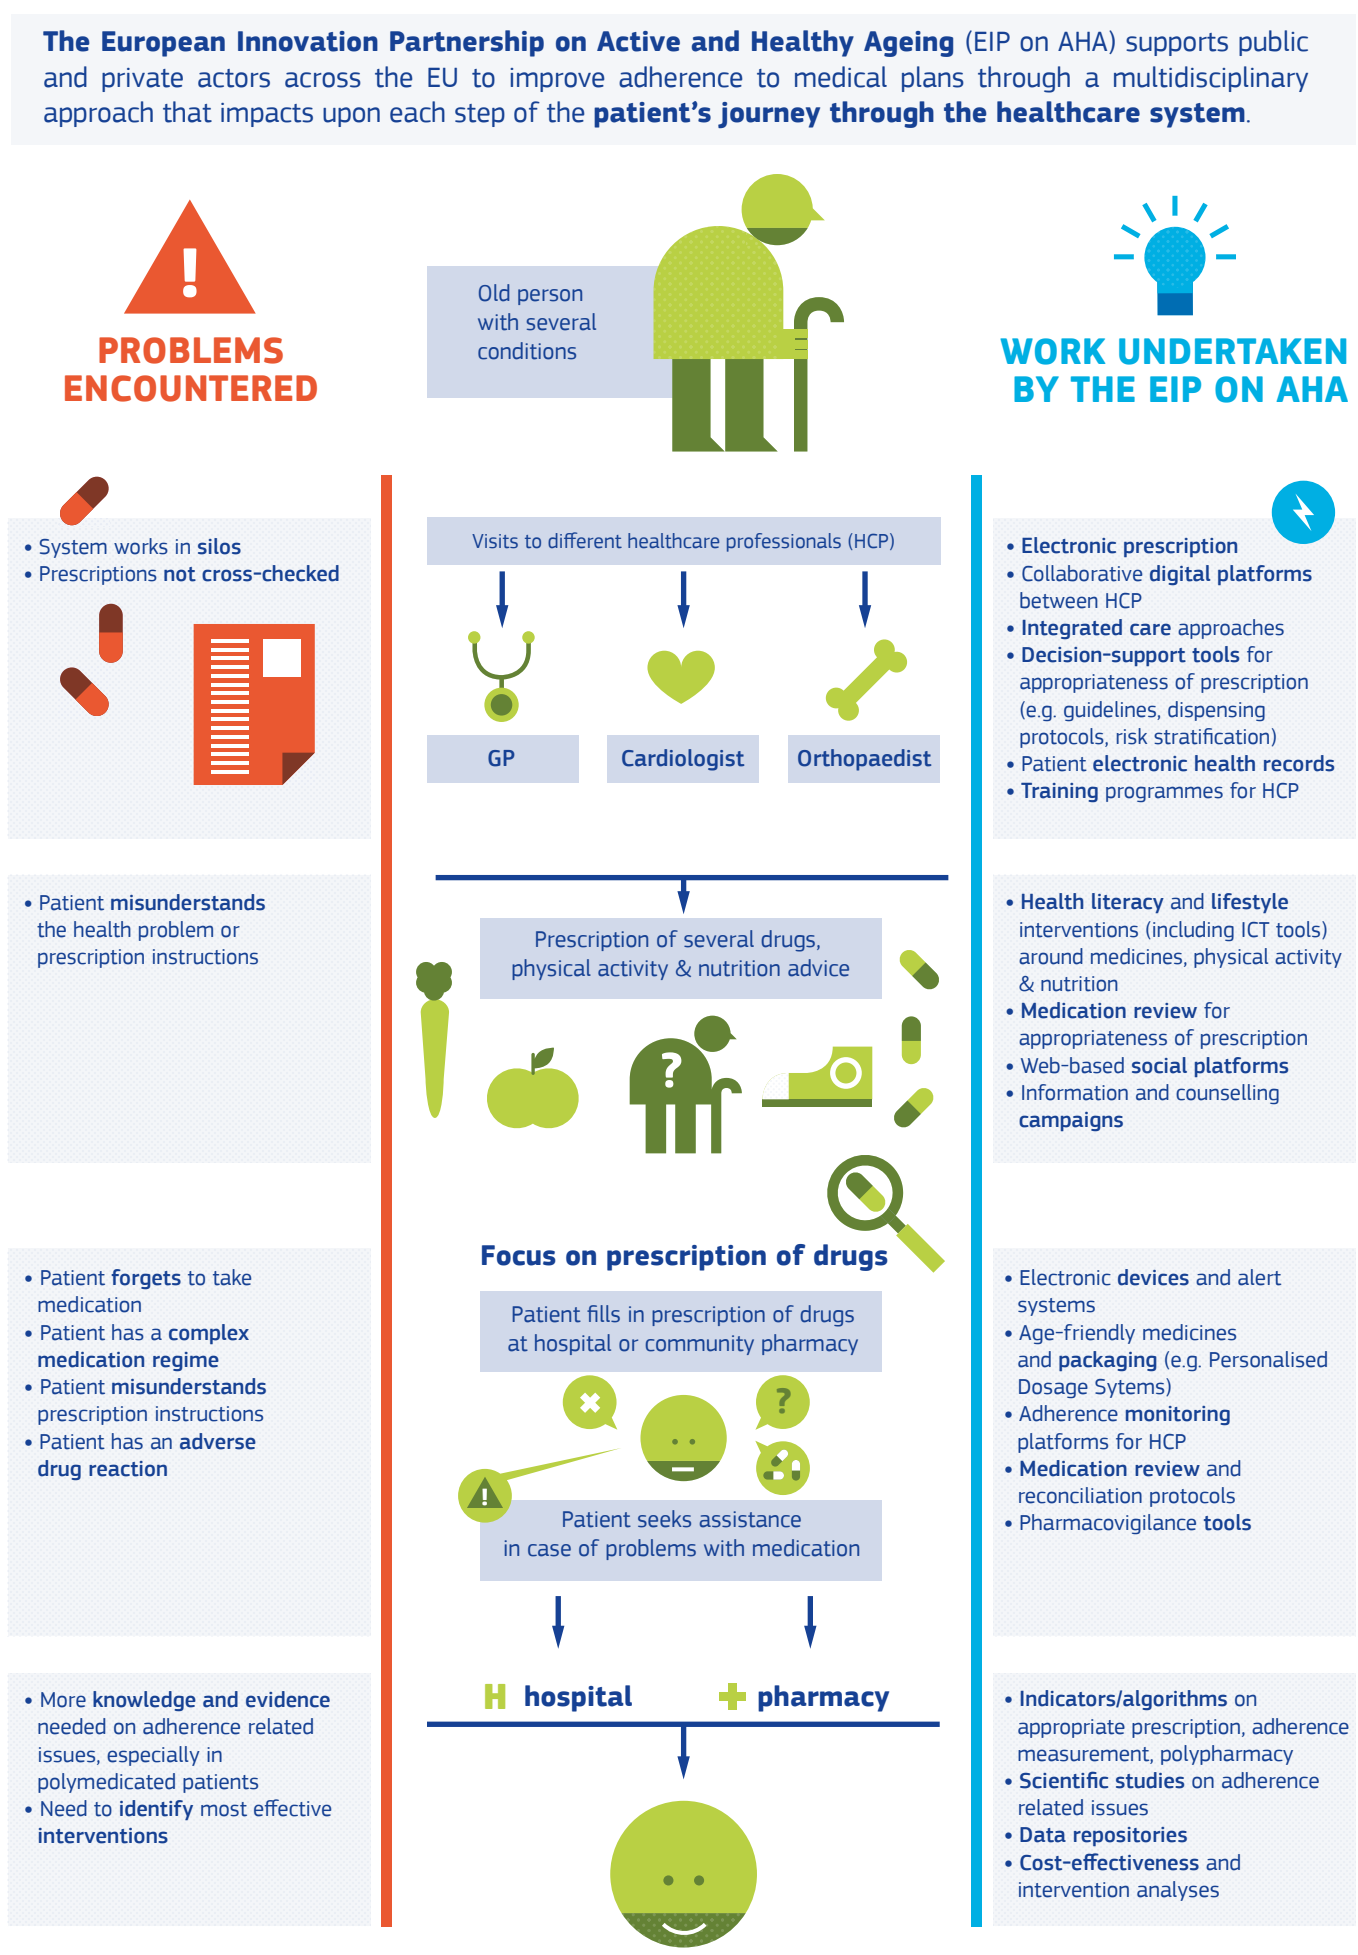 The European Innovation Partnership on Active and Healthy Ageing (EIP on AHA) supports public
and private actors across the EU to improve adherence to medical plans through a multidisciplinary
approach that impacts upon each step of the patient's journey through the healthcare system.
!
PROBLEMS
ENCOUNTERED
Old person
with several
conditions
WORK UNDERTAKEN
BY THE EIP ON AHA
• System works in silos
• Prescriptions not cross-checked
Visits to different healthcare professionals (HCP)
GP
Cardiologist
Orthopaedist
• Electronic prescription
• Collaborative digital platforms
between HCP
• Integrated care approaches
• Decision-support tools for
appropriateness of prescription
(e.g. guidelines, dispensing
protocols, risk stratification)
• Patient electronic health records
• Training programmes for HCP
• Patient misunderstands
the health problem or
prescription instructions
Prescription of several drugs,
physical activity & nutrition advice
?
• Health literacy and lifestyle
interventions (including ICT tools)
around medicines, physical activity
& nutrition
• Medication review for
appropriateness of prescription
• Web-based social platforms
• Information and counselling
campaigns
Focus on prescription of drugs
• Patient forgets to take
medication
• Patient has a complex
medication regime
• Patient misunderstands
prescription instructions
• Patient has an adverse
drug reaction
Patient fills in prescription of drugs
at hospital or community pharmacy
?
!
Patient seeks assistance
in case of problems with medication
• Electronic devices and alert
systems
• Age-friendly medicines
and packaging (e.g. Personalised
Dosage Sytems)
• Adherence monitoring
platforms for HCP
• Medication review and
reconciliation protocols
• Pharmacovigilance tools
H hospital
pharmacy
• More knowledge and evidence
needed on adherence related
issues, especially in
polymedicated patients
• Need to identify most effective
interventions
• Indicators/algorithms on
appropriate prescription, adherence
measurement, polypharmacy
• Scientific studies on adherence
related issues
• Data repositories
• Cost-effectiveness and
intervention analyses